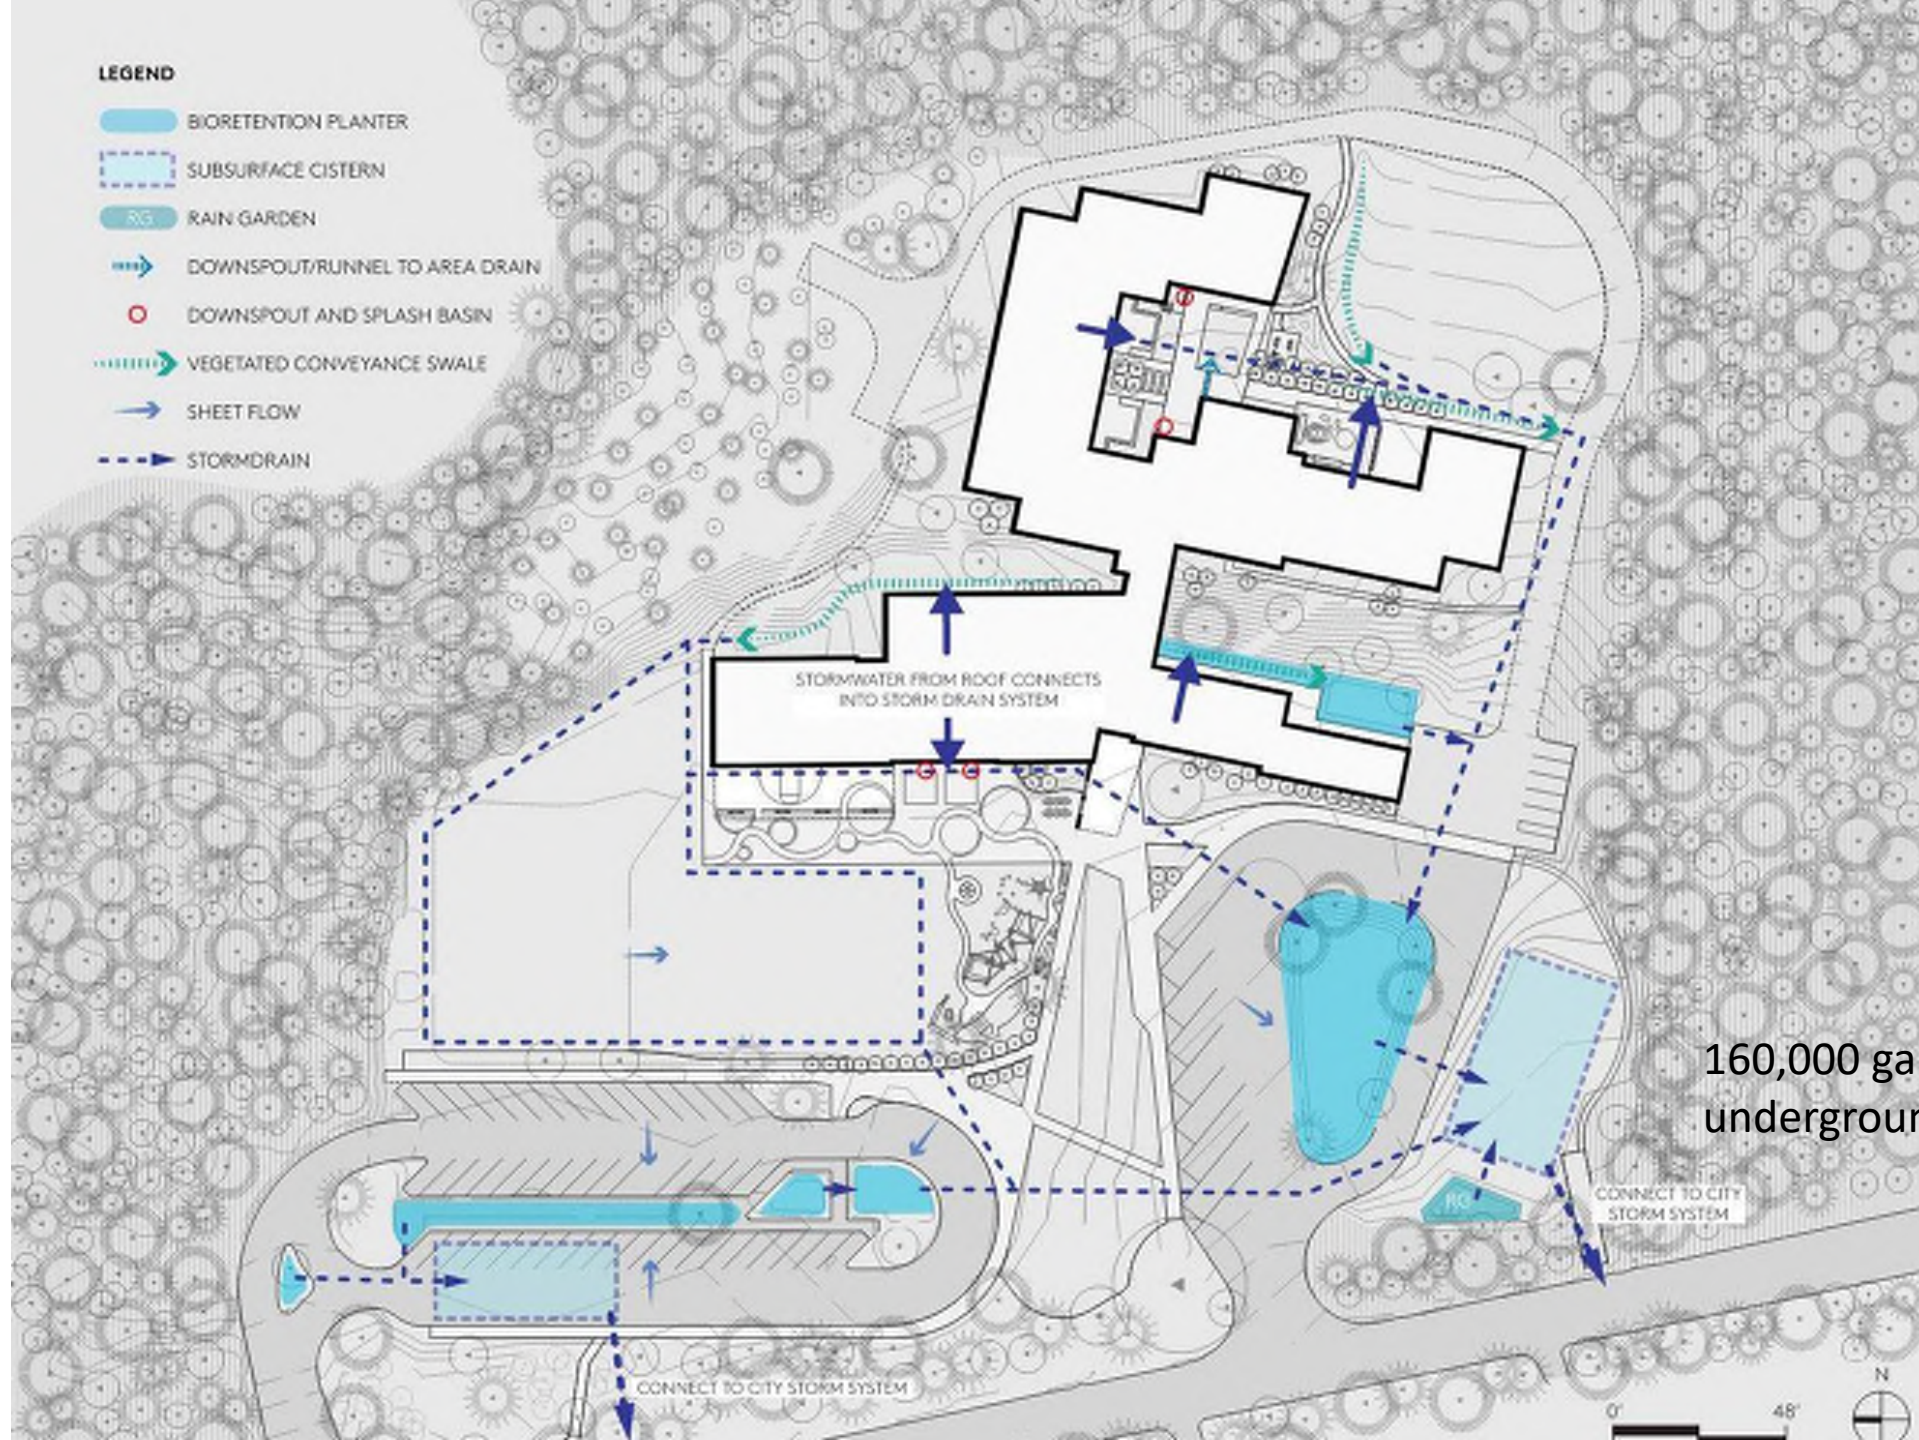 LEGEND
BIORETENTION PLANTER
SUBSURFACE CISTERN
RG RAIN GARDEN
DOWNSPOUT/RUNNEL TO AREA DRAIN
DOWNSPOUT AND SPLASH BASIN
VEGETATED CONVEYANCE SWALE
SHEET FLOW
STORMDRAIN
STORMWATER FROM ROOF CONNECTS
INTO STORM DRAIN SYSTEM
160,000 ga
undergroun
RG
CONNECT TO CITY
STORM SYSTEM
CONNECT TO CITY STORM SYSTEM
N
0'
48'